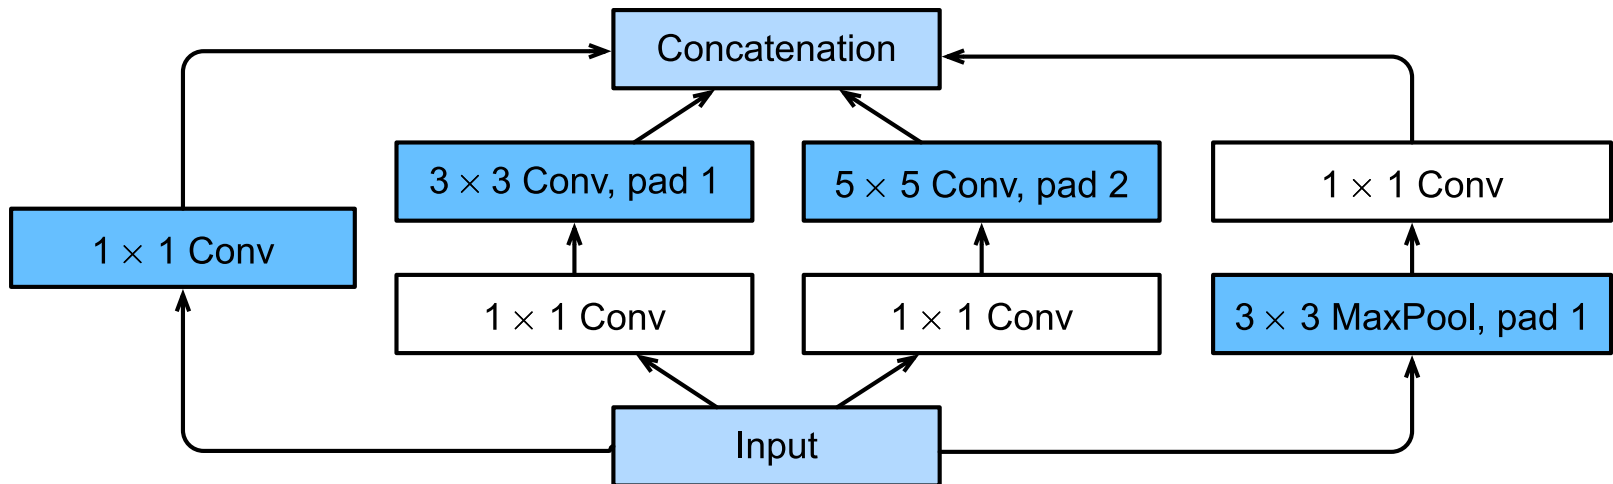 Concatenation
3 × 3 Conv, pad 1
5 × 5 Conv, pad 2
1 × 1 Conv
1 × 1 Conv
1 × 1 Conv
1 × 1 Conv
3 × 3 MaxPool, pad 1
Input